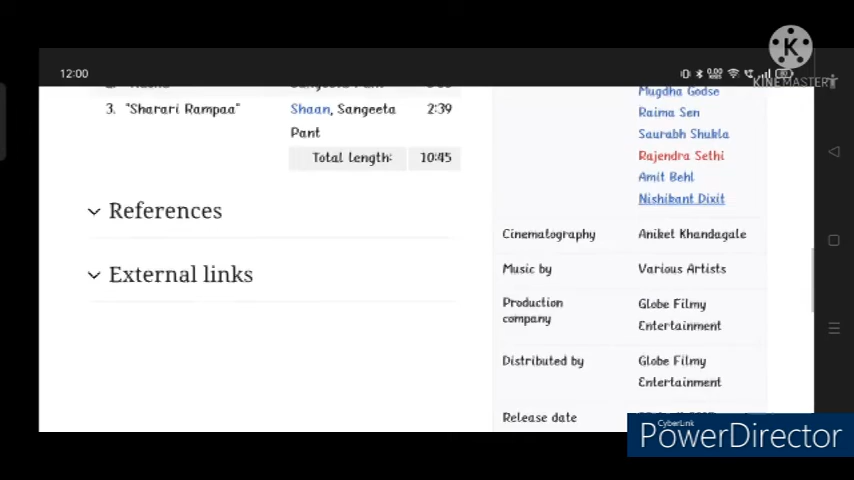 12:00
KINEMASTER
3. "Sharari Rampaa" Shaan, Sangeeta 2:39
Pant
Total length: 10:45
References
External links
Mugdha Godse
Raima Sen
Saurabh Shukla
Rajendra Sethi
Amit Behl
Nishikant Dixit
Cinematography Aniket Khandagale
Music by Various Artists
Production Globe Filmy
company Entertainment
Distributed by Globe Filmy
Entertainment
Release date
CyberLink
PowerDirector